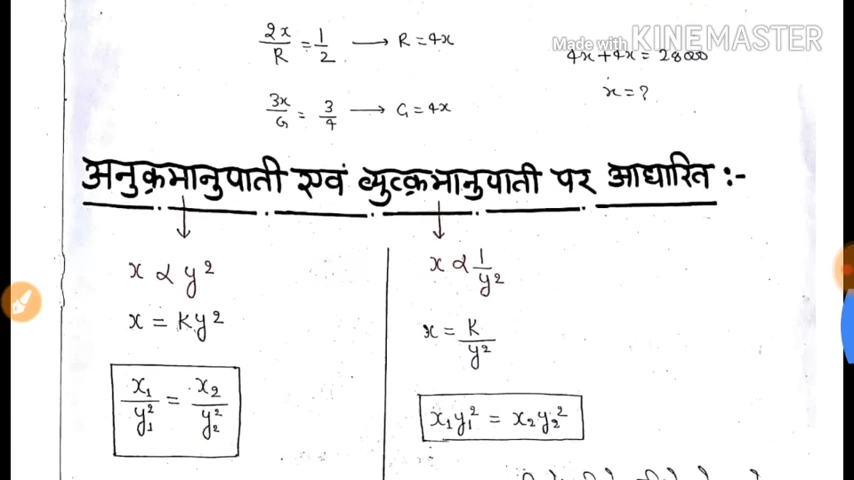 2x/R = 1/2 → R = 4x
Made with KINEMASTER
4x + 4x = 28000
3x/G = 3/4 → G = 4x
x = ?
अनुक्रमानुपाती एवं व्युत्क्रमानुपाती पर आधारित :-
x ∝ y²
x = Ky²
x₁/y₁² = x₂/y₂²
x ∝ 1/y²
x = K/y²
x₁y₁² = x₂y₂²